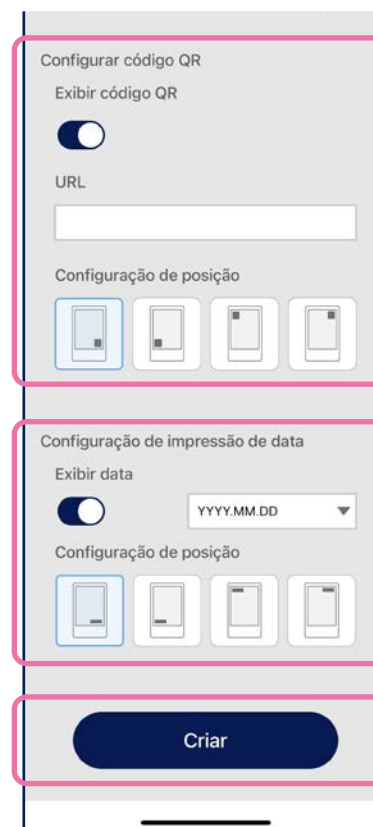 Configurar código QR
Exibir código QR
URL
Configuração de posição
Configuração de impressão de data
Exibir data
YYYY.MM.DD
Configuração de posição
Criar